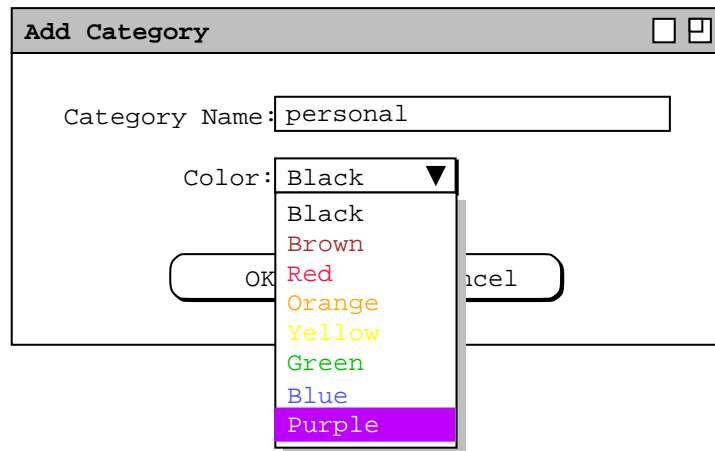 Add Category
Category Name: personal
Color: Black
Black
Brown
Red
OK ncel
Orange
Yellow
Green
Blue
Purple